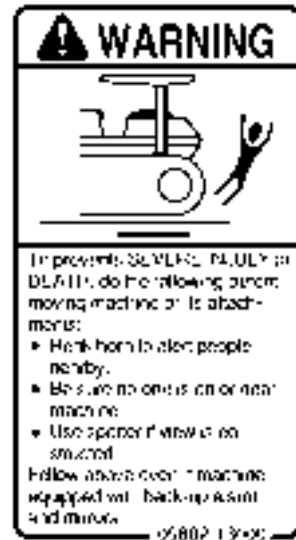 WARNING
To prevent SEVERE INJURY or
DEATH, do the following before
moving machine or its attach-
ments:
• Honk horn to alert people
nearby.
• Be sure no one is on or near
machine.
• Use spotter if view is ob-
structed.
Follow above even if machine
equipped with back-up alarm
and mirrors.